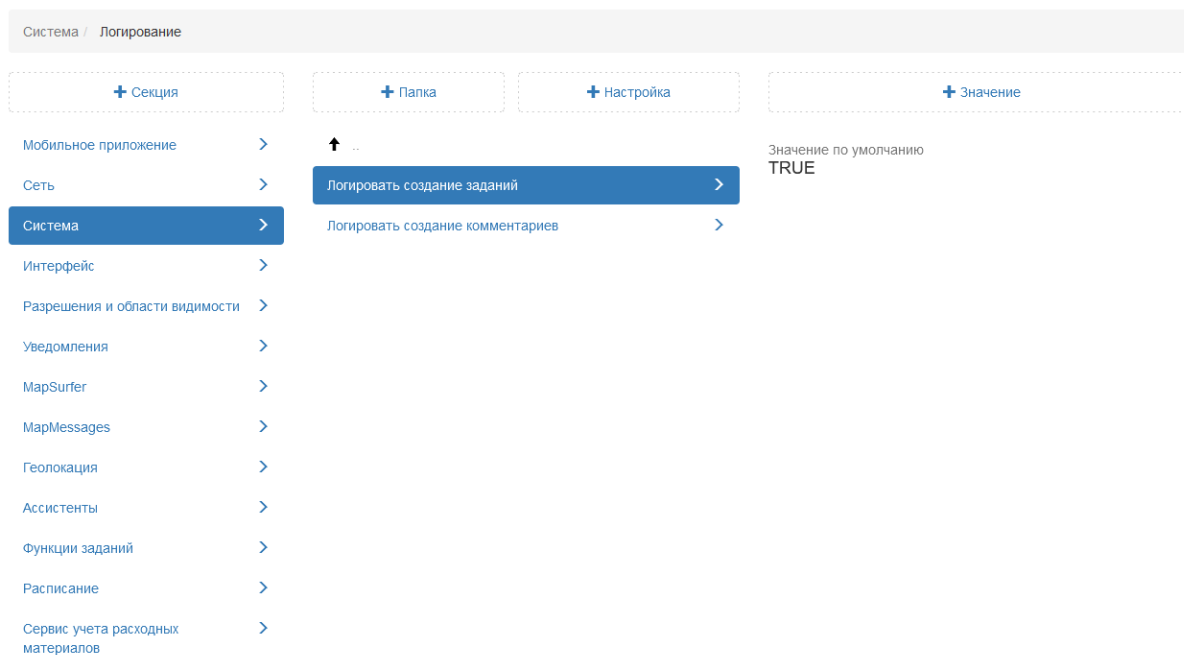 Система / Логирование
+ Секция
+ Папка
+ Настройка
+ Значение
Мобильное приложение
Сеть
Система
Интерфейс
Разрешения и области видимости
Уведомления
MapSurfer
MapMessages
Геолокация
Ассистенты
Функции заданий
Расписание
Сервис учета расходных
материалов
..
Логировать создание заданий
Логировать создание комментариев
Значение по умолчанию
TRUE